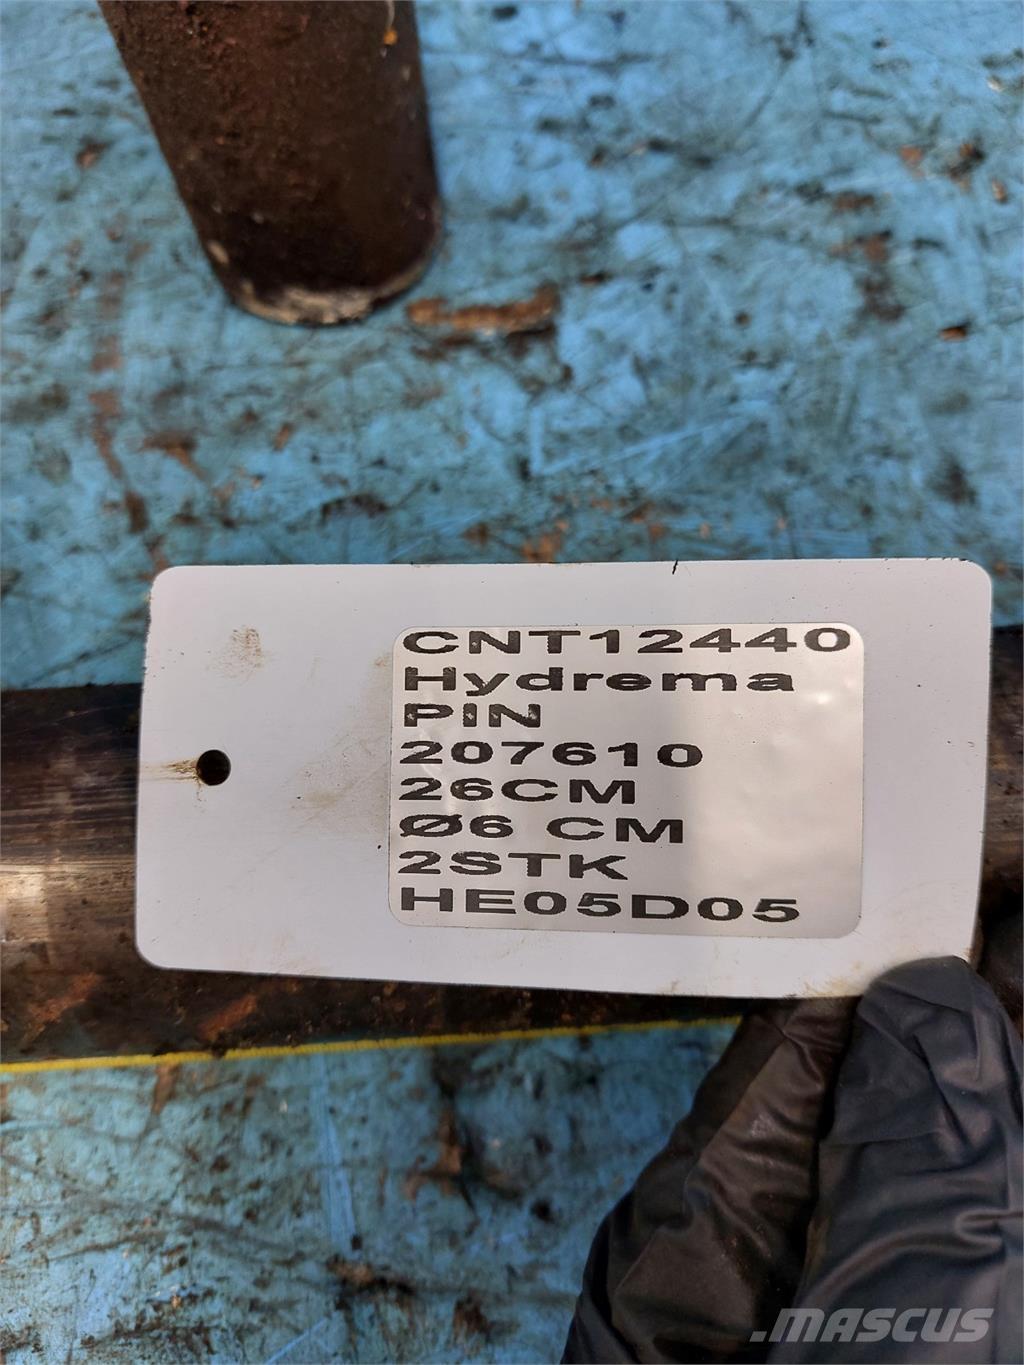 CNT12440
Hydrema
PIN
207610
26CM
Ø6 CM
2STK
HE05D05
.MASCUS